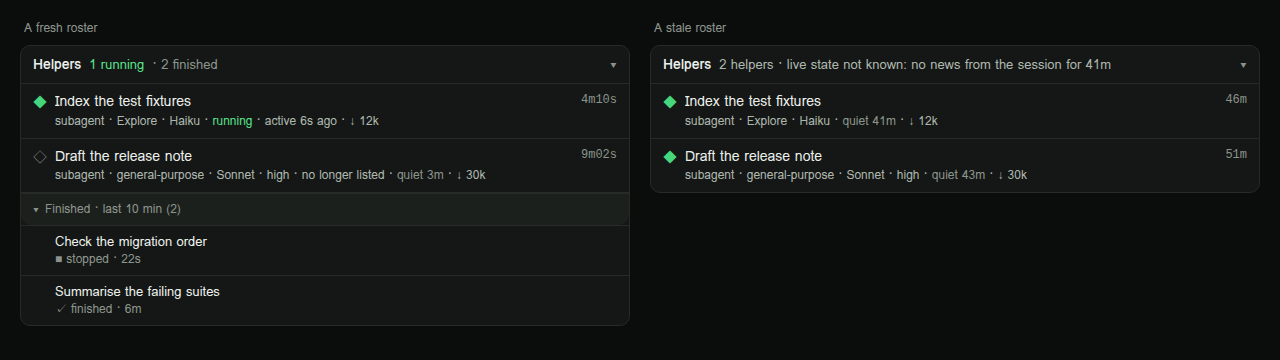 A fresh roster
Helpers 1 running · 2 finished ▾
Index the test fixtures 4m10s
subagent · Explore · Haiku · running · active 6s ago · ↓ 12k
Draft the release note 9m02s
subagent · general-purpose · Sonnet · high · no longer listed · quiet 3m · ↓ 30k
▾ Finished · last 10 min (2)
Check the migration order
■ stopped · 22s
Summarise the failing suites
✓ finished · 6m
A stale roster
Helpers 2 helpers · live state not known: no news from the session for 41m ▾
Index the test fixtures 46m
subagent · Explore · Haiku · quiet 41m · ↓ 12k
Draft the release note 51m
subagent · general-purpose · Sonnet · high · quiet 43m · ↓ 30k